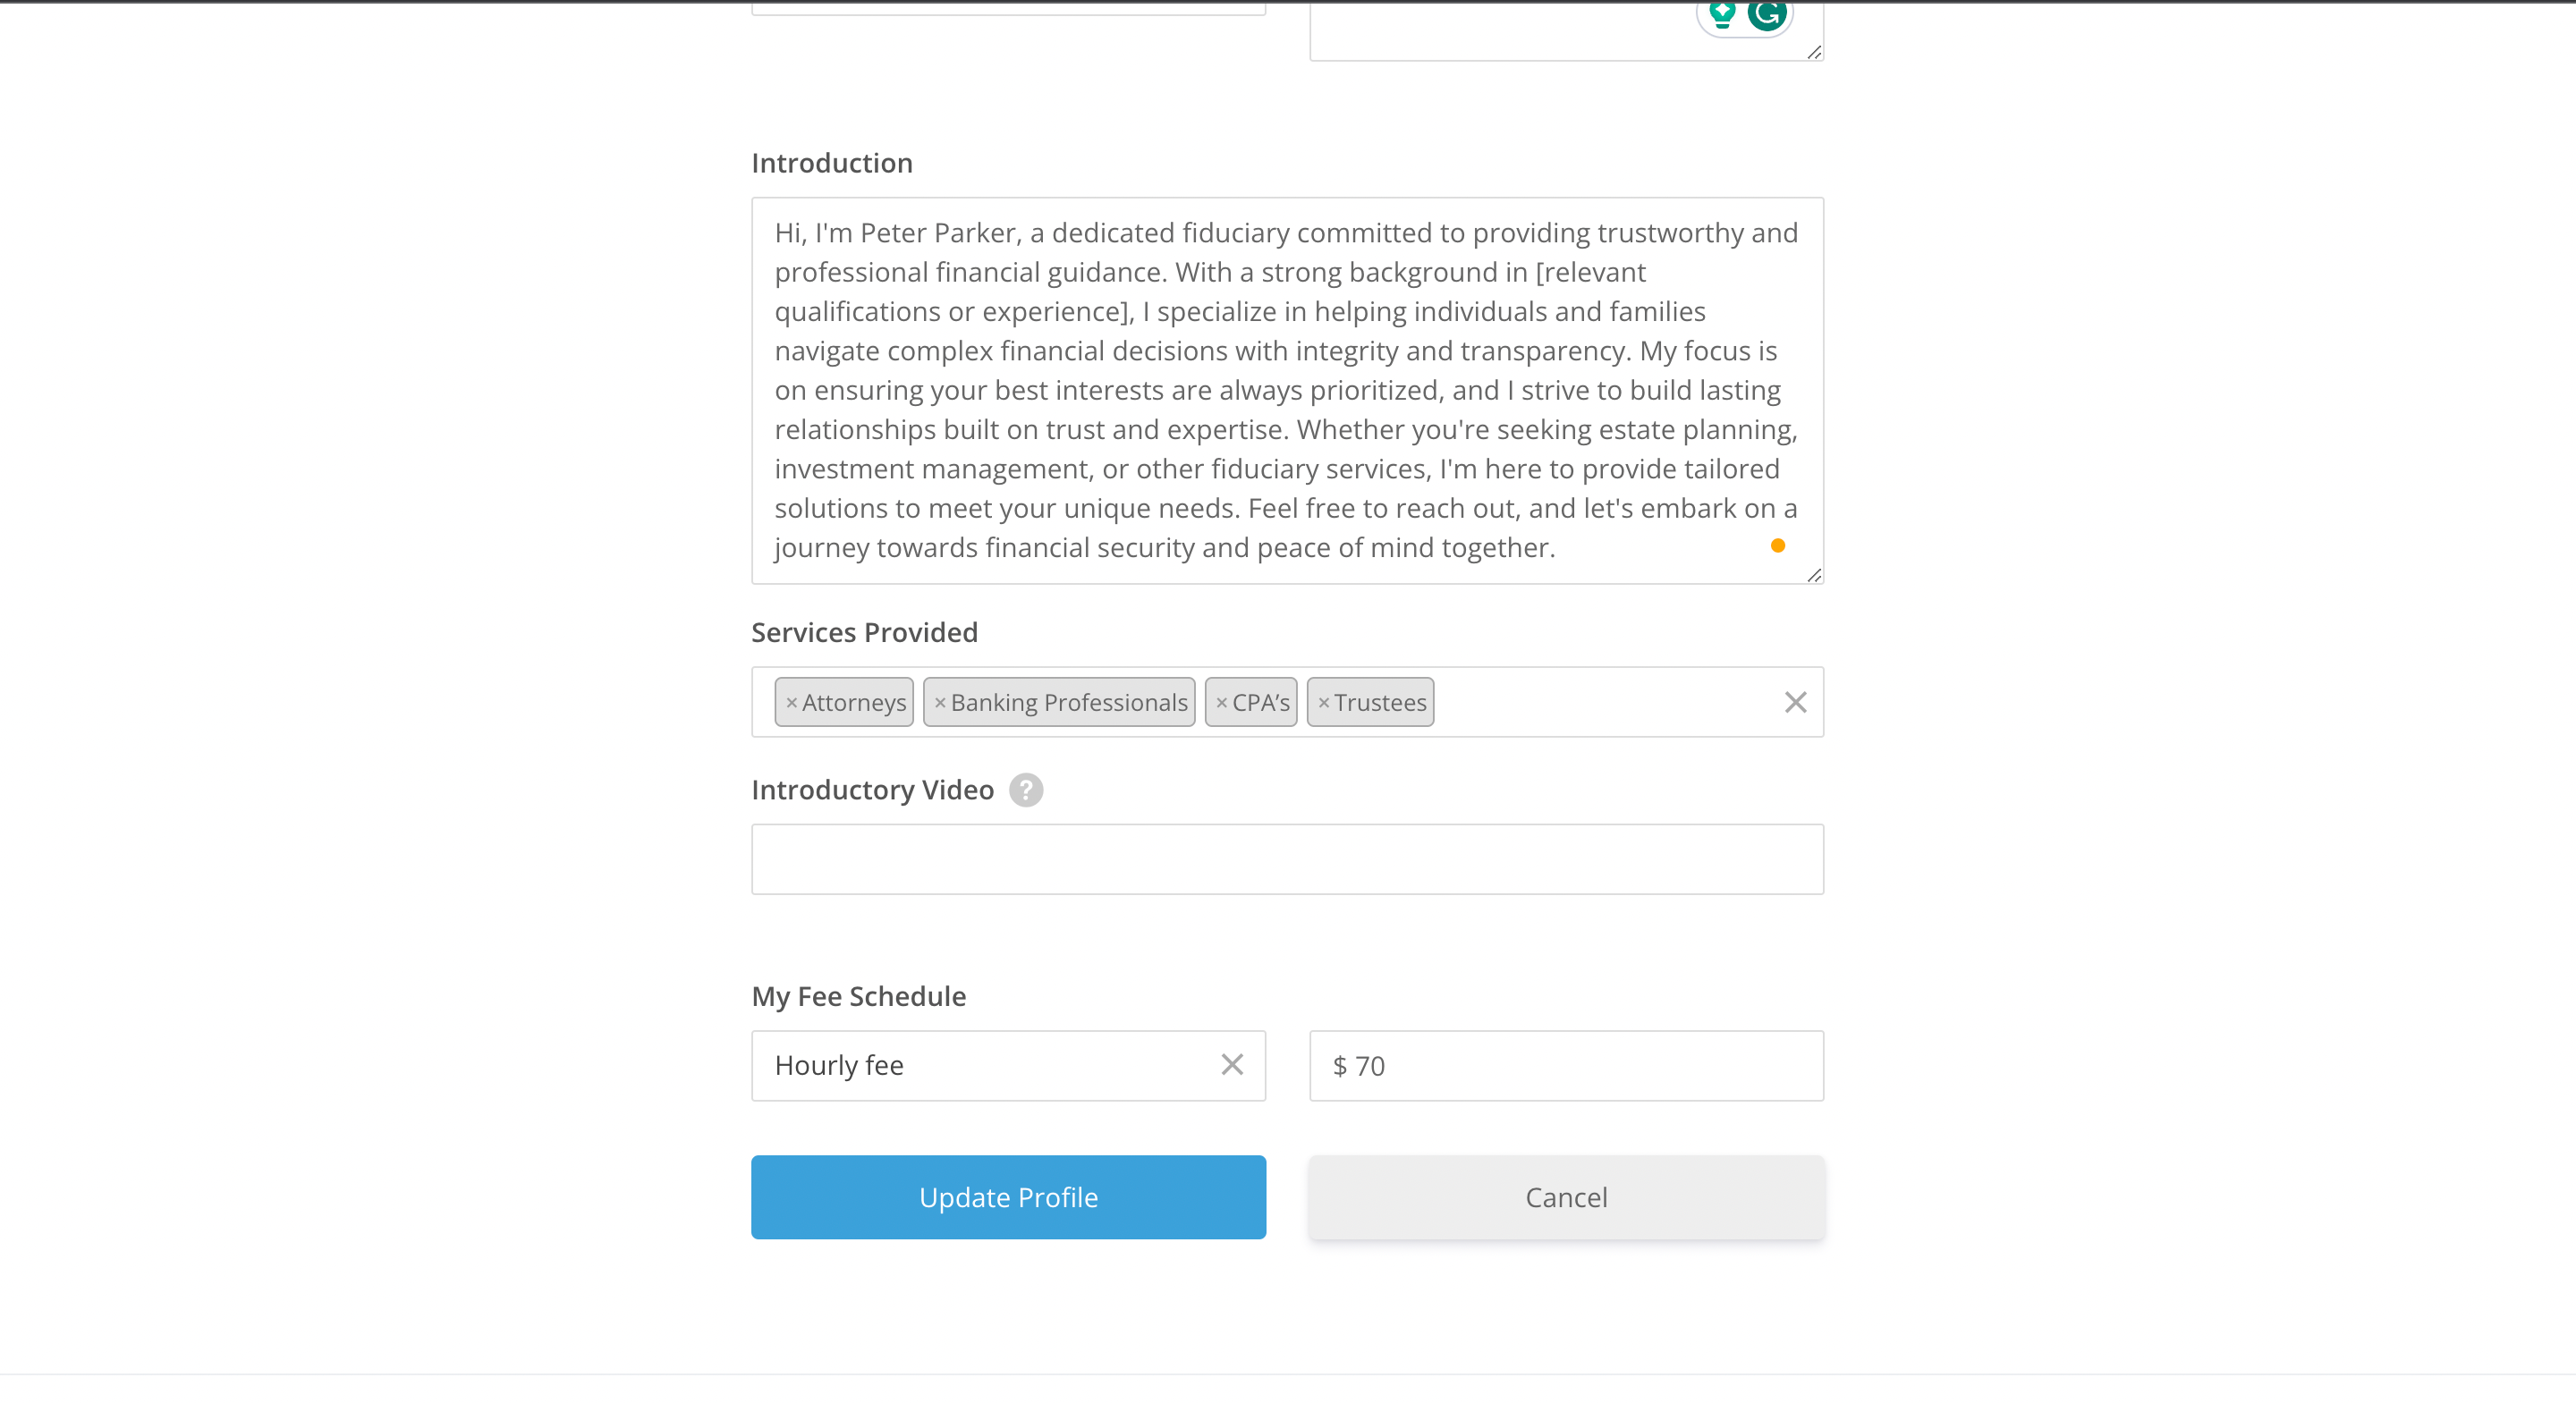 Introduction
Hi, I'm Peter Parker, a dedicated fiduciary committed to providing trustworthy and
professional financial guidance. With a strong background in [relevant
qualifications or experience], I specialize in helping individuals and families
navigate complex financial decisions with integrity and transparency. My focus is
on ensuring your best interests are always prioritized, and I strive to build lasting
relationships built on trust and expertise. Whether you're seeking estate planning,
investment management, or other fiduciary services, I'm here to provide tailored
solutions to meet your unique needs. Feel free to reach out, and let's embark on a
journey towards financial security and peace of mind together.
Services Provided
×Attorneys ×Banking Professionals ×CPA’s ×Trustees ×
Introductory Video ?
My Fee Schedule
Hourly fee × $ 70
Update Profile Cancel